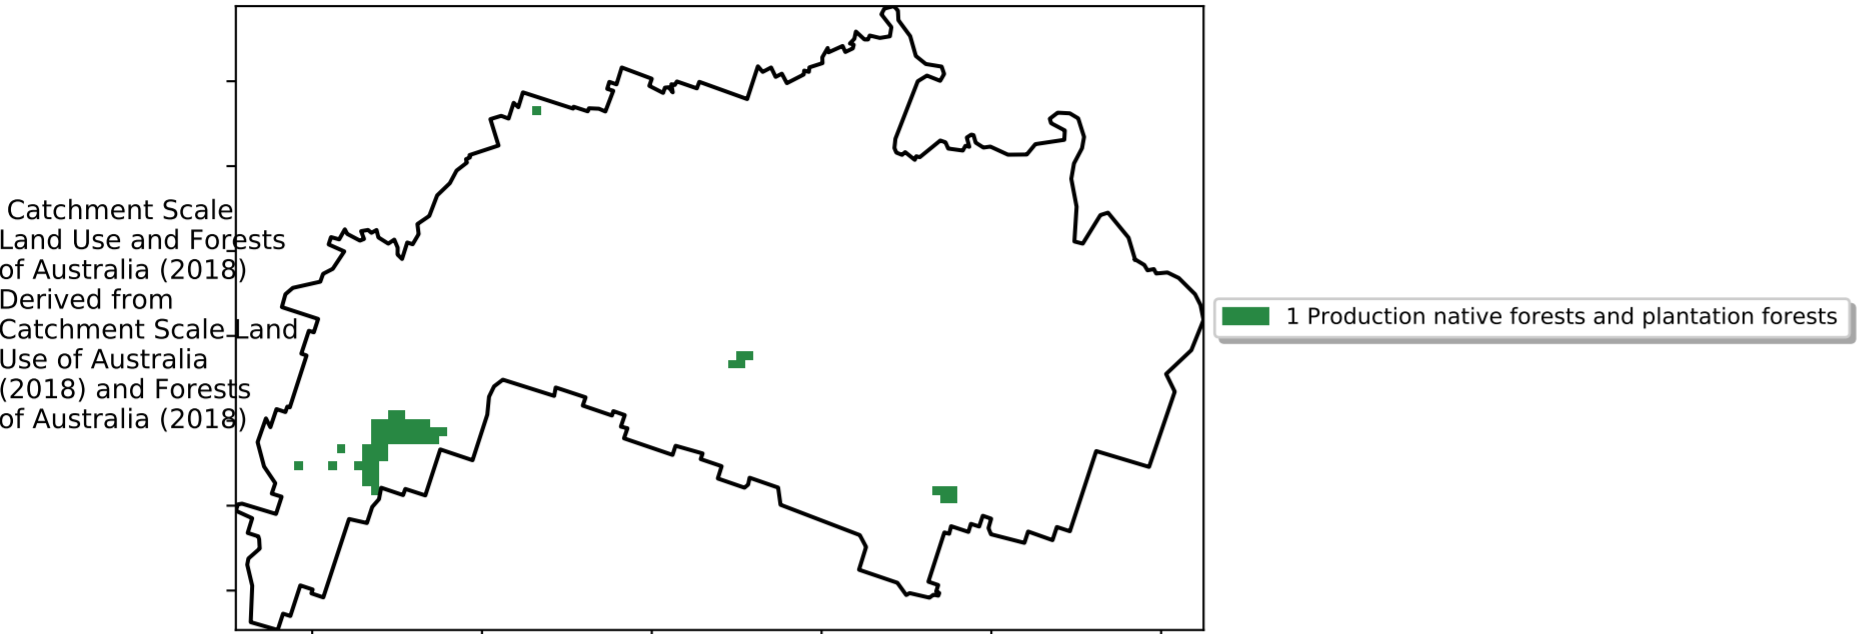 Catchment Scale
Land Use and Forests
of Australia (2018)
Derived from
Catchment Scale Land
Use of Australia
(2018) and Forests
of Australia (2018)
1 Production native forests and plantation forests